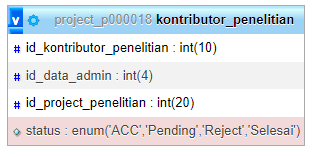 v project_p000018 kontributor_penelitian
# id_kontributor_penelitian : int(10)
# id_data_admin : int(4)
# id_project_penelitian : int(20)
status : enum('ACC','Pending','Reject','Selesai')